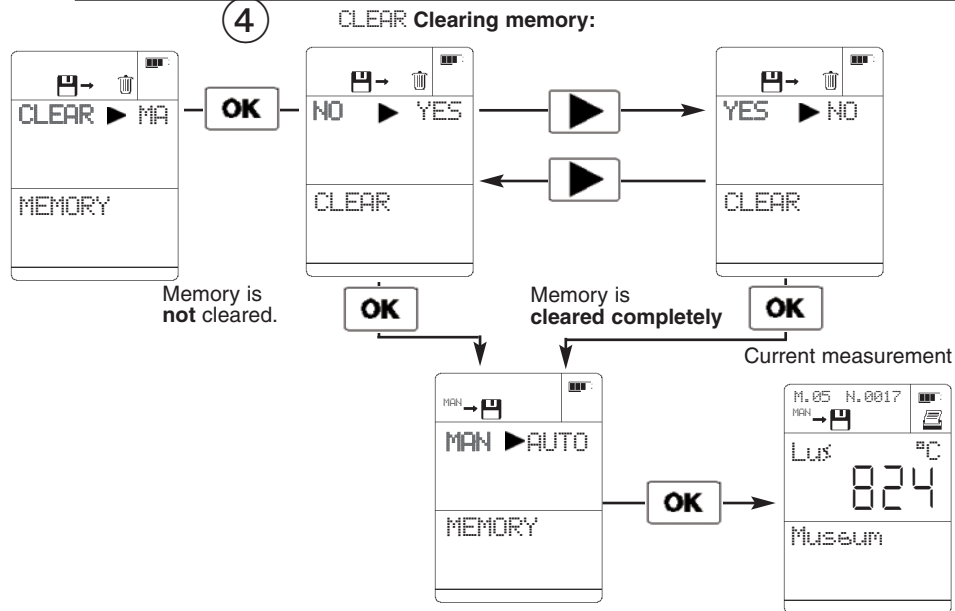 4 CLEAR Clearing memory:
CLEAR ▶ MA
MEMORY
OK
NO ▶ YES
CLEAR
YES ▶ NO
CLEAR
Memory is
not cleared.
OK
Memory is
cleared completely
OK
MAN
MAN ▶AUTO
MEMORY
OK
Current measurement
M.05 N.0017
MAN
Lux °C
824
Museum